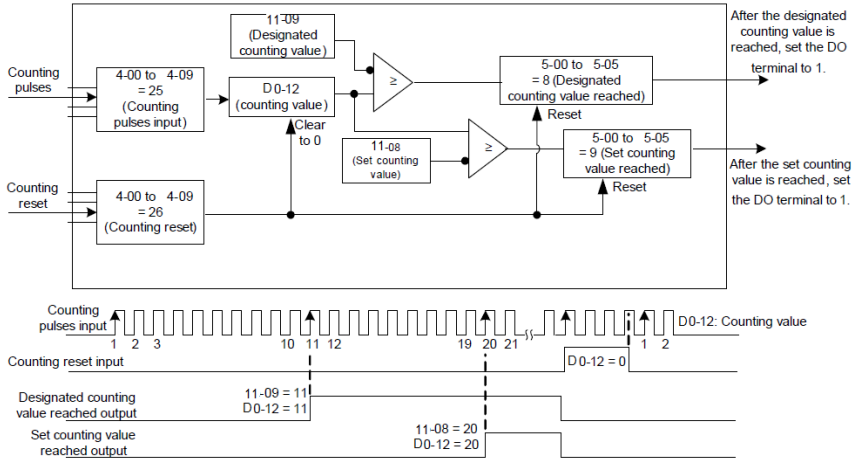 11-09
(Designated
counting value)
After the designated
counting value is
reached, set the DO
terminal to 1.
Counting
pulses
4-00 to 4-09
= 25
(Counting
pulses input)
D0-12
(counting value)
≥
5-00 to 5-05
= 8 (Designated
counting value reached)
Reset
Clear
to 0
11-08
(Set counting
value)
≥
5-00 to 5-05
= 9 (Set counting
value reached)
Reset
After the set counting
value is reached, set
the DO terminal to 1.
Counting
reset
4-00 to 4-09
= 26
(Counting reset)
Counting
pulses input
D0-12: Counting value
1 2 3 10 11 12 19 20 21 1 2
Counting reset input
D0-12 = 0
Designated counting
value reached output
11-09 = 11
D0-12 = 11
Set counting value
reached output
11-08 = 20
D0-12 = 20